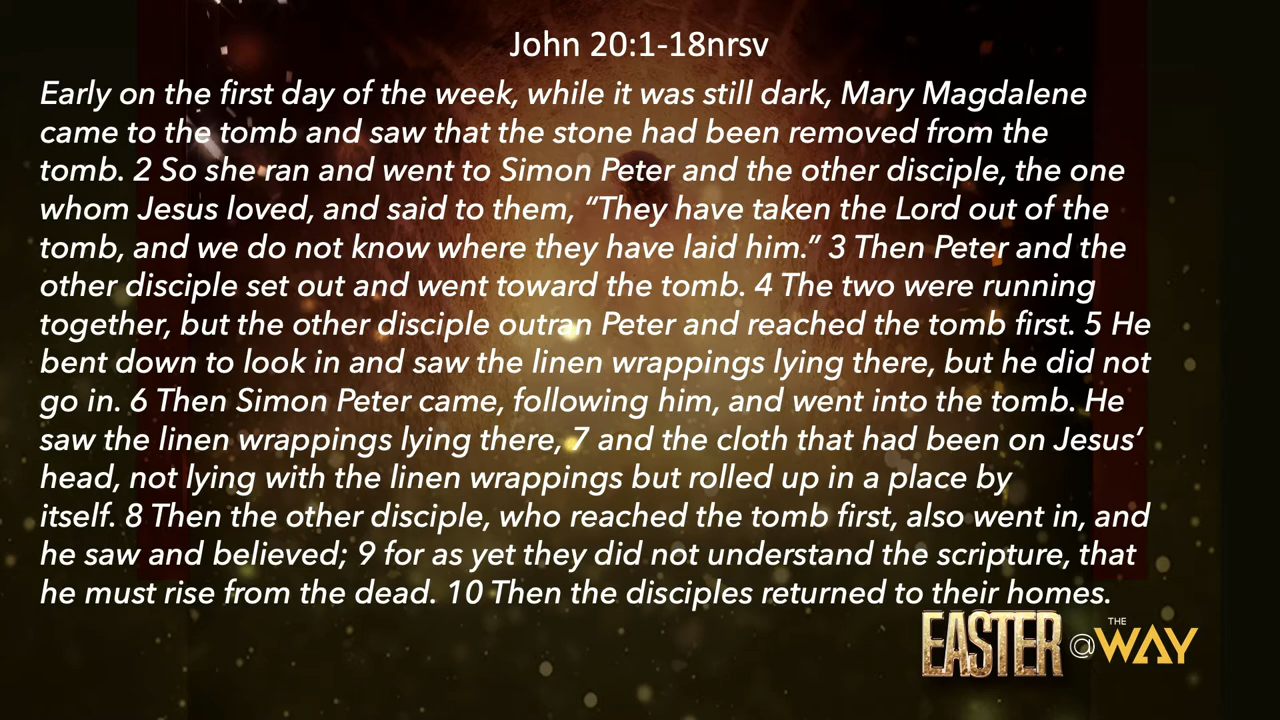 John 20:1-18nrsv
Early on the first day of the week, while it was still dark, Mary Magdalene
came to the tomb and saw that the stone had been removed from the
tomb. 2 So she ran and went to Simon Peter and the other disciple, the one
whom Jesus loved, and said to them, “They have taken the Lord out of the
tomb, and we do not know where they have laid him.” 3 Then Peter and the
other disciple set out and went toward the tomb. 4 The two were running
together, but the other disciple outran Peter and reached the tomb first. 5 He
bent down to look in and saw the linen wrappings lying there, but he did not
go in. 6 Then Simon Peter came, following him, and went into the tomb. He
saw the linen wrappings lying there, 7 and the cloth that had been on Jesus’
head, not lying with the linen wrappings but rolled up in a place by
itself. 8 Then the other disciple, who reached the tomb first, also went in, and
he saw and believed; 9 for as yet they did not understand the scripture, that
he must rise from the dead. 10 Then the disciples returned to their homes.
EASTER @ THE WAY